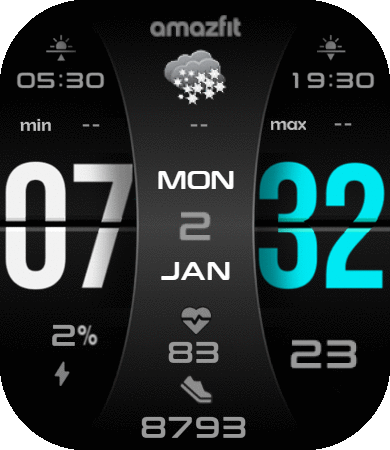 amazfit
05:30
19:30
min --
--
max --
MON
07
2
32
JAN
2%
83
23
8793